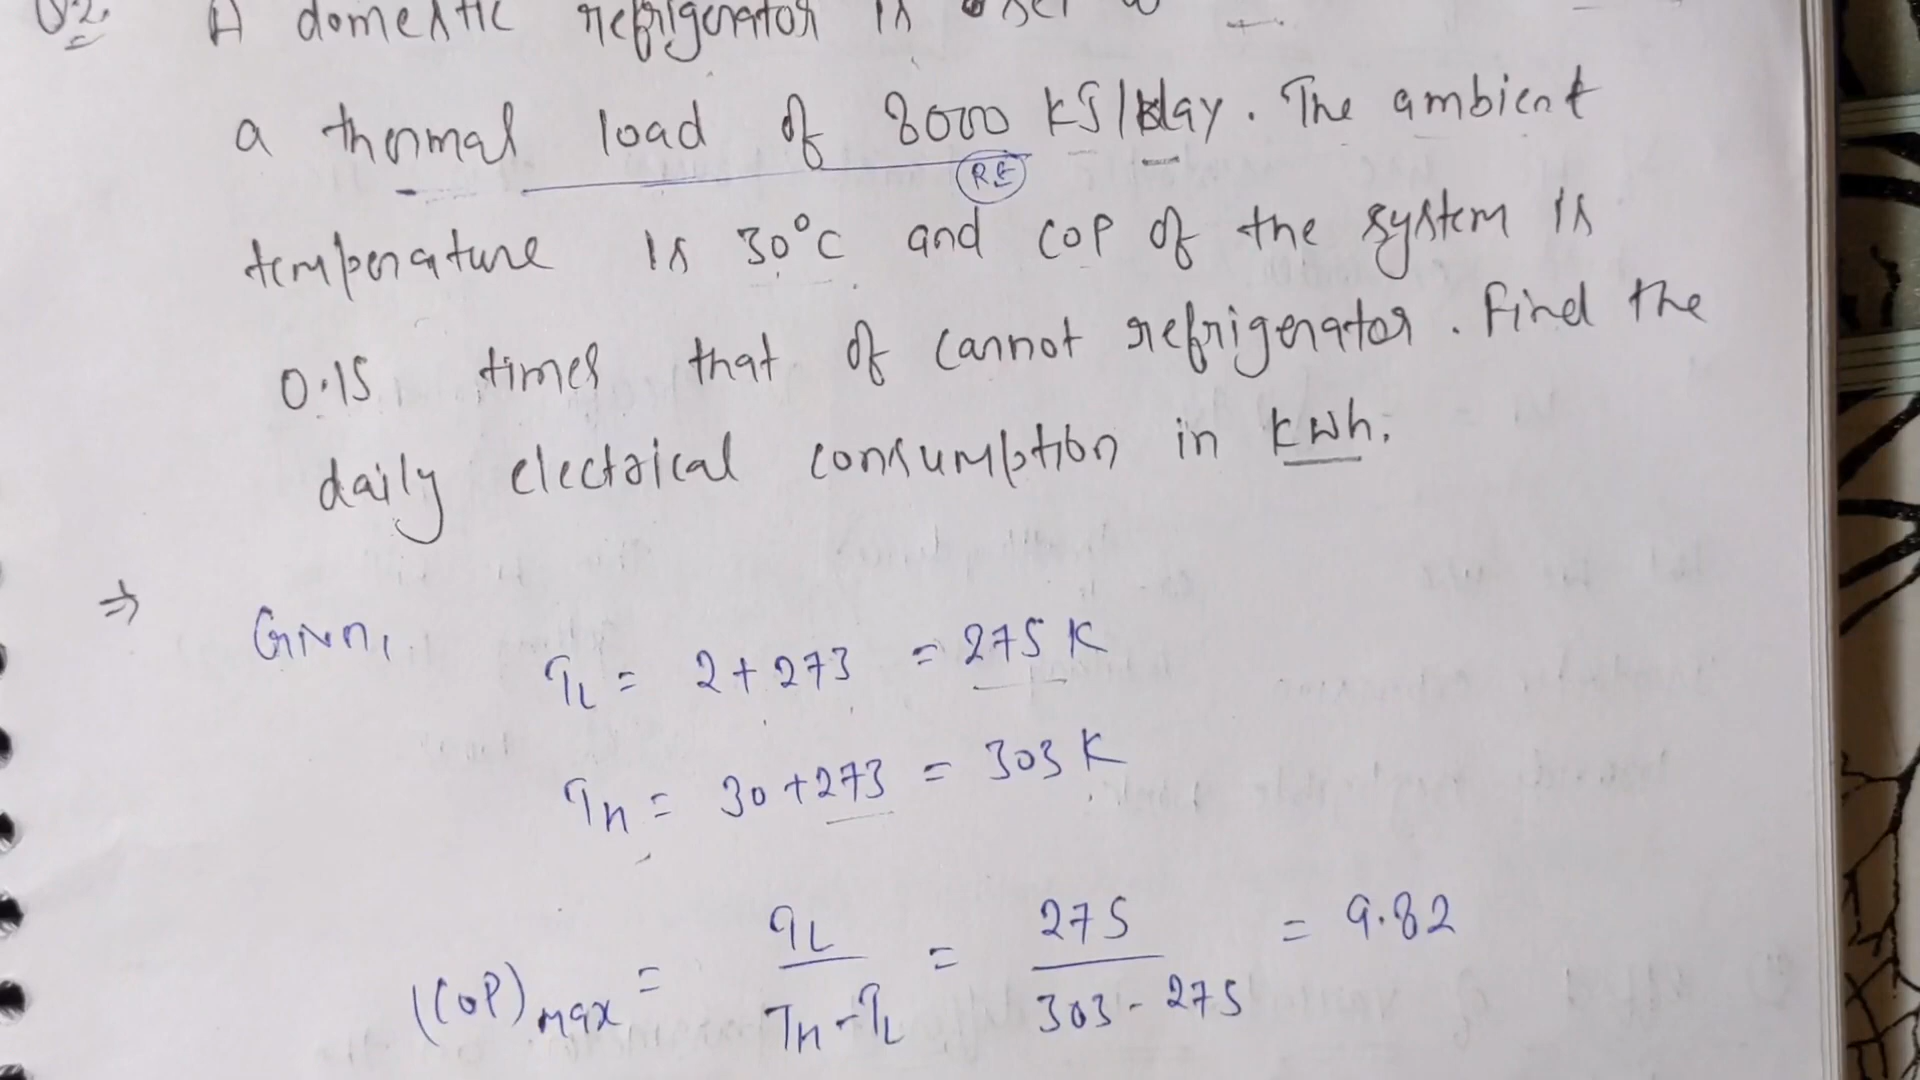 Q2. A domestic refrigerator is
a thermal load of 8000 KJ/day. The ambient
RE
temperature is 30°C and COP of the system is
0.15 times that of Cannot refrigerator. Find the
daily electrical consumption in kWh.
⇒ Given,
TL = 2 + 273 = 275 K
TH = 30 + 273 = 303 K
(COP)max = TL / TH - TL = 275 / 303 - 275 = 9.82